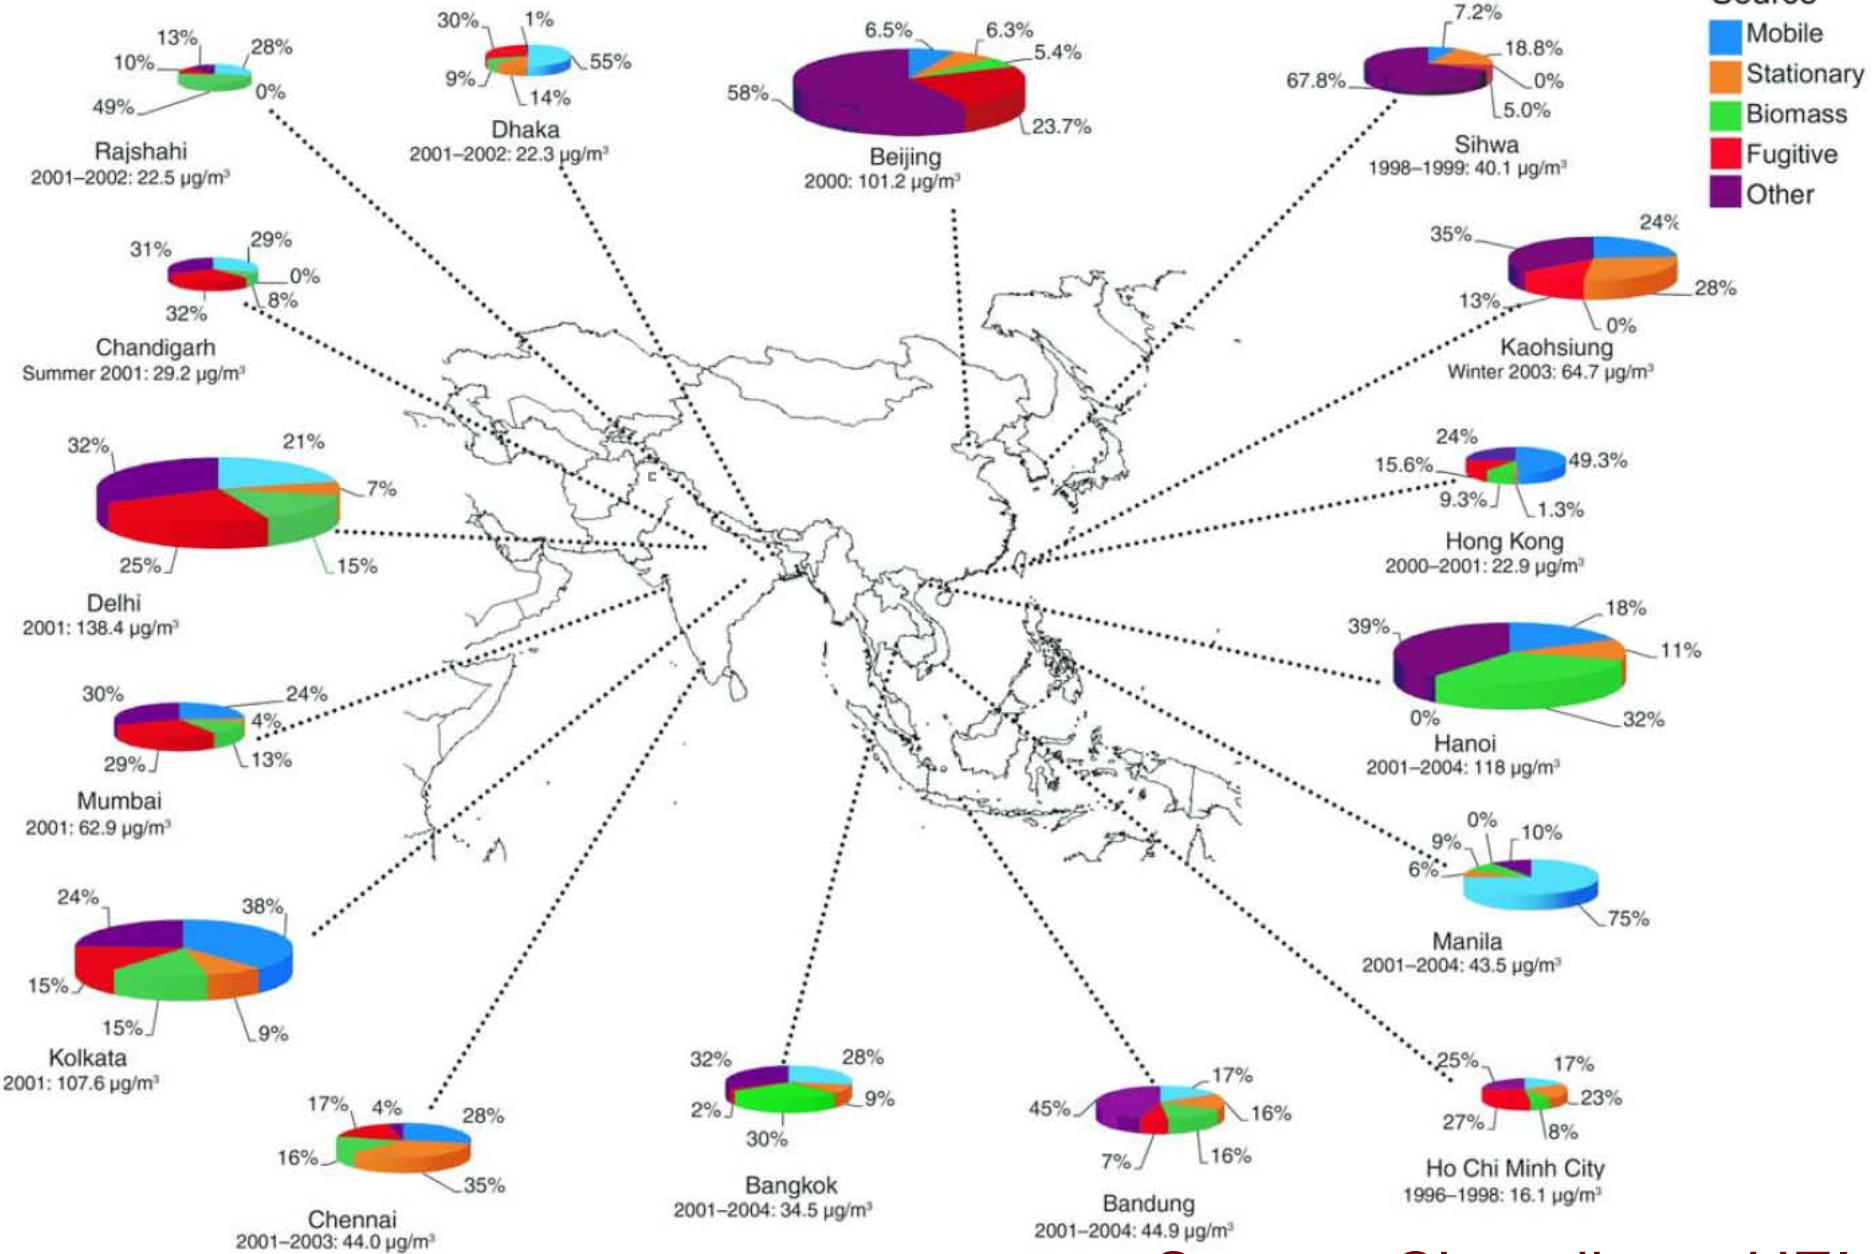 Source
Mobile
Stationary
Biomass
Fugitive
Other
13%
28%
10%
0%
49%
Rajshahi
2001–2002: 22.5 µg/m³
30%
1%
55%
9%
14%
Dhaka
2001–2002: 22.3 µg/m³
6.5%
6.3%
5.4%
58%
23.7%
Beijing
2000: 101.2 µg/m³
7.2%
18.8%
67.8%
0%
5.0%
Sihwa
1998–1999: 40.1 µg/m³
31%
29%
0%
8%
32%
Chandigarh
Summer 2001: 29.2 µg/m³
35%
24%
28%
13%
0%
Kaohsiung
Winter 2003: 64.7 µg/m³
32%
21%
7%
25%
15%
Delhi
2001: 138.4 µg/m³
24%
49.3%
15.6%
9.3%
1.3%
Hong Kong
2000–2001: 22.9 µg/m³
18%
39%
11%
0%
32%
Hanoi
2001–2004: 118 µg/m³
30%
24%
4%
29%
13%
Mumbai
2001: 62.9 µg/m³
0%
10%
9%
6%
75%
Manila
2001–2004: 43.5 µg/m³
24%
38%
15%
15%
9%
Kolkata
2001: 107.6 µg/m³
17%
4%
28%
16%
35%
Chennai
2001–2003: 44.0 µg/m³
32%
28%
2%
9%
30%
Bangkok
2001–2004: 34.5 µg/m³
17%
45%
16%
7%
16%
Bandung
2001–2004: 44.9 µg/m³
25%
17%
23%
27%
8%
Ho Chi Minh City
1996–1998: 16.1 µg/m³